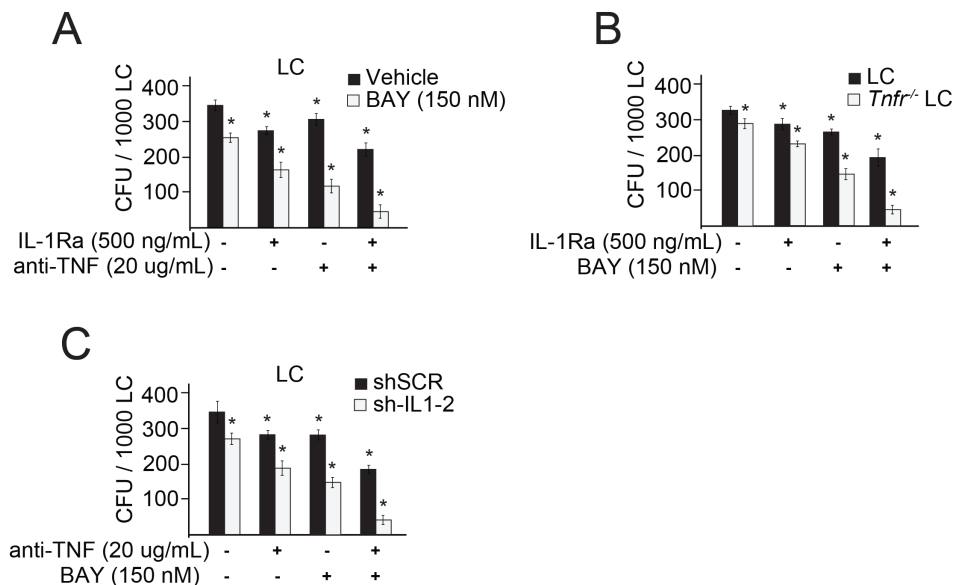 A
LC
Vehicle
BAY (150 nM)
CFU / 1000 LC
400
300
200
100
* * * * * * *
IL-1Ra (500 ng/mL) - + - +
anti-TNF (20 ug/mL) - - + +
B
LC
Tnfr-/- LC
CFU / 1000 LC
400
300
200
100
* * * * * * *
IL-1Ra (500 ng/mL) - + - +
BAY (150 nM) - - + +
C
LC
shSCR
sh-IL1-2
CFU / 1000 LC
400
300
200
100
* * * * * * *
anti-TNF (20 ug/mL) - + - +
BAY (150 nM) - - + +